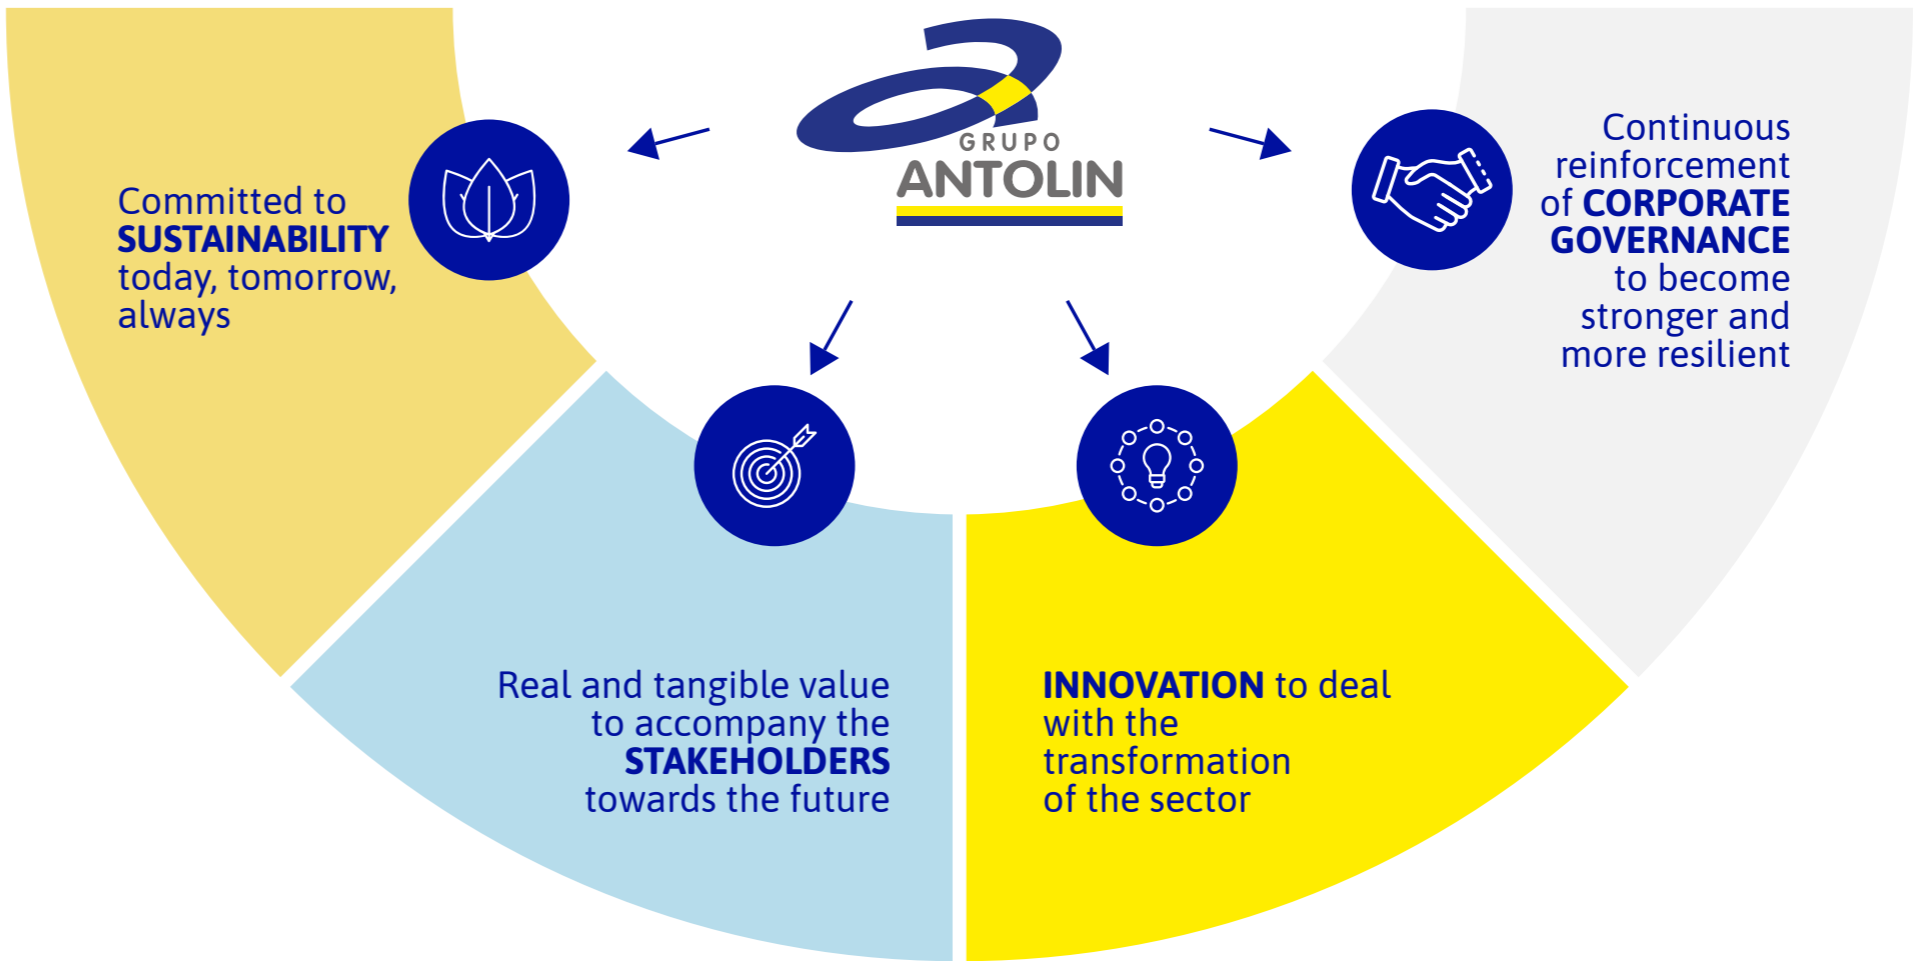 GRUPO
ANTOLIN
Committed to
SUSTAINABILITY
today, tomorrow,
always
Real and tangible value
to accompany the
STAKEHOLDERS
towards the future
INNOVATION to deal
with the
transformation
of the sector
Continuous
reinforcement
of CORPORATE
GOVERNANCE
to become
stronger and
more resilient